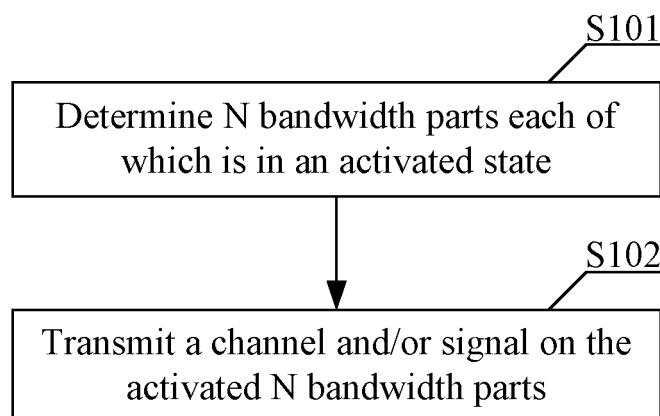 S101
Determine N bandwidth parts each of
which is in an activated state
S102
Transmit a channel and/or signal on the
activated N bandwidth parts